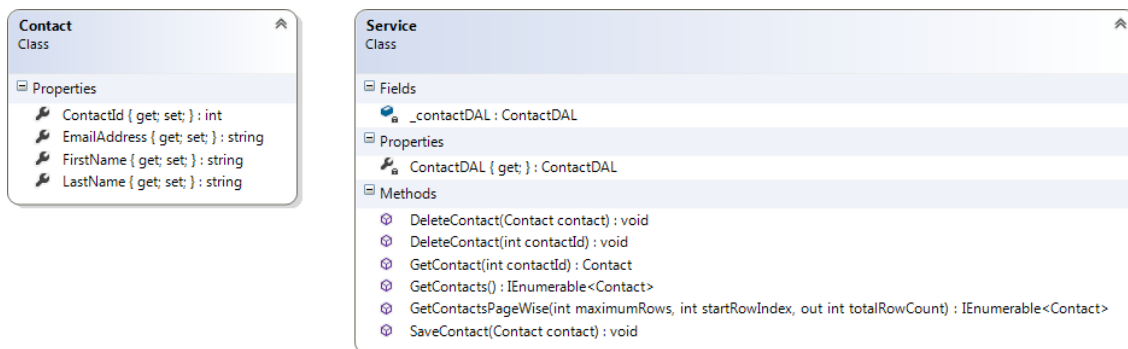 Contact
Class
Properties
ContactId { get; set; } : int
EmailAddress { get; set; } : string
FirstName { get; set; } : string
LastName { get; set; } : string
Service
Class
Fields
_contactDAL : ContactDAL
Properties
ContactDAL { get; } : ContactDAL
Methods
DeleteContact(Contact contact) : void
DeleteContact(int contactId) : void
GetContact(int contactId) : Contact
GetContacts() : IEnumerable<Contact>
GetContactsPageWise(int maximumRows, int startRowIndex, out int totalRowCount) : IEnumerable<Contact>
SaveContact(Contact contact) : void